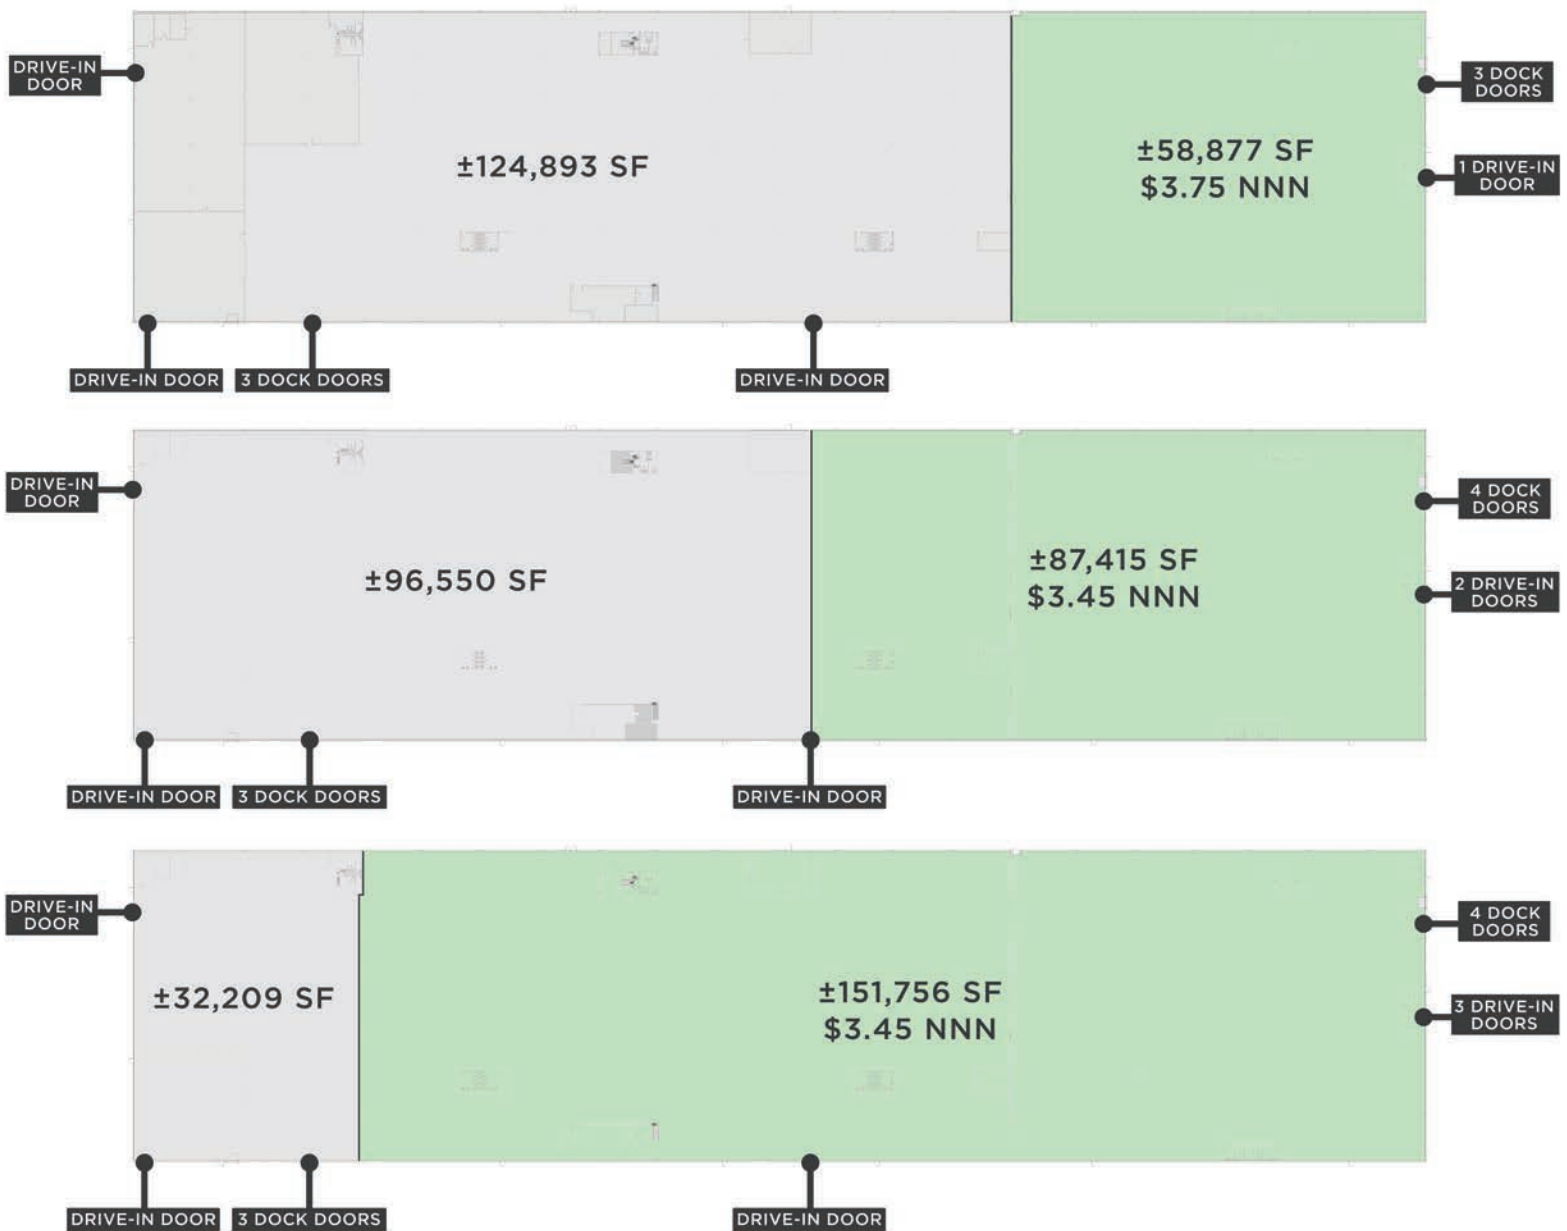 DRIVE-IN
DOOR
±124,893 SF
±58,877 SF
$3.75 NNN
3 DOCK
DOORS
1 DRIVE-IN
DOOR
DRIVE-IN DOOR
3 DOCK DOORS
DRIVE-IN DOOR
DRIVE-IN
DOOR
±96,550 SF
±87,415 SF
$3.45 NNN
4 DOCK
DOORS
2 DRIVE-IN
DOORS
DRIVE-IN DOOR
3 DOCK DOORS
DRIVE-IN DOOR
DRIVE-IN
DOOR
±32,209 SF
±151,756 SF
$3.45 NNN
4 DOCK
DOORS
3 DRIVE-IN
DOORS
DRIVE-IN DOOR
3 DOCK DOORS
DRIVE-IN DOOR